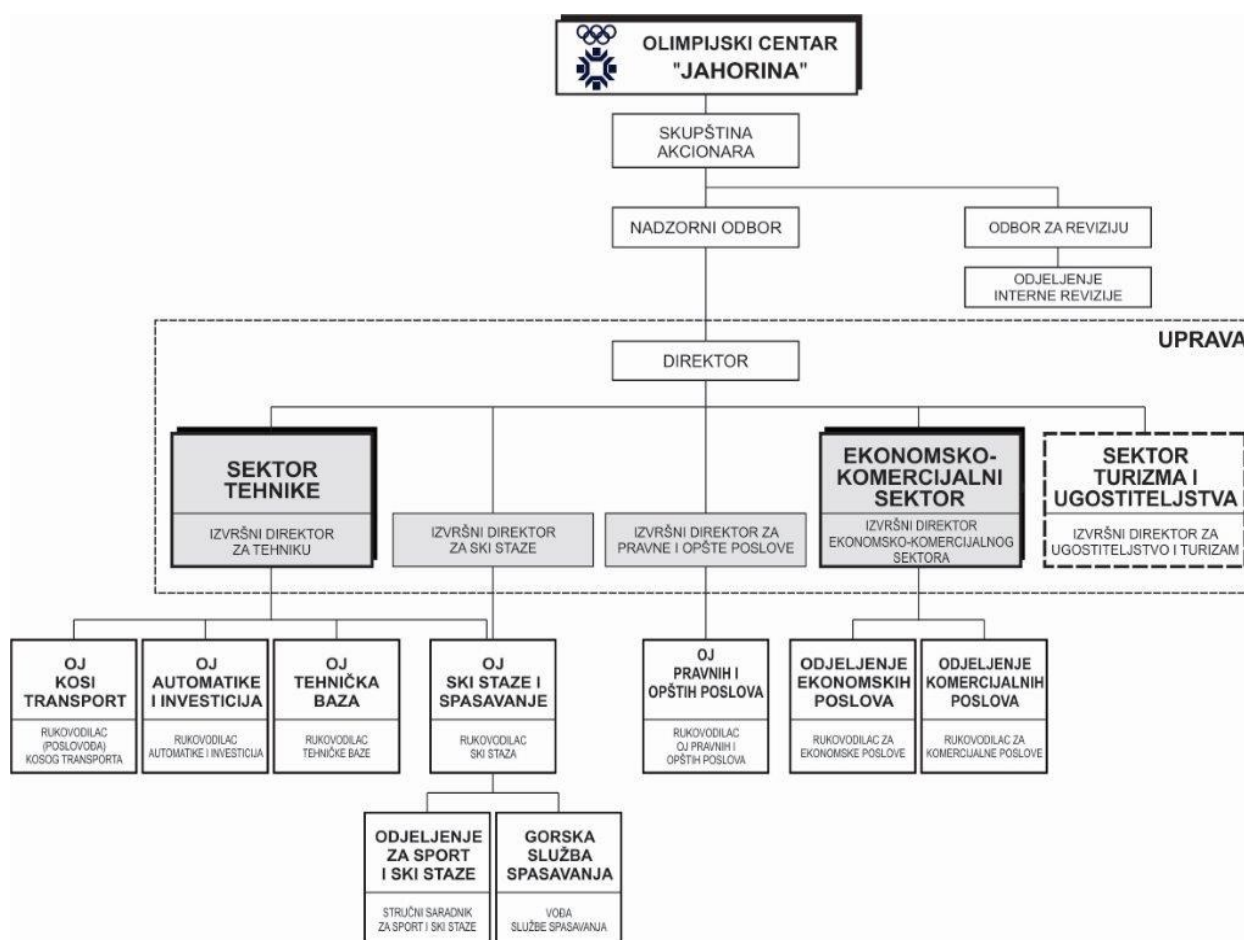 OLIMPIJSKI CENTAR
"JAHORINA"
SKUPŠTINA
AKCIONARA
NADZORNI ODBOR
ODBOR ZA REVIZIJU
ODJELJENJE
INTERNE REVIZIJE
UPRAVA
DIREKTOR
SEKTOR
TEHNIKE
IZVRŠNI DIREKTOR
ZA TEHNIKU
IZVRŠNI DIREKTOR
ZA SKI STAZE
IZVRŠNI DIREKTOR ZA
PRAVNE I OPŠTE POSLOVE
EKONOMSKO-
KOMERCIJALNI
SEKTOR
IZVRŠNI DIREKTOR
EKONOMSKO-KOMERCIJALNOG
SEKTORA
SEKTOR
TURIZMA I
UGOSTITELJSTVA
IZVRŠNI DIREKTOR ZA
UGOSTITELJSTVO I TURIZAM
OJ
KOSI
TRANSPORT
RUKOVODILAC
(POSLOVOĐA)
KOSOG TRANSPORTA
OJ
AUTOMATIKE
I INVESTICIJA
RUKOVODILAC
AUTOMATIKE I INVESTICIJA
OJ
TEHNIČKA
BAZA
RUKOVODILAC
TEHNIČKE BAZE
OJ
SKI STAZE I
SPASAVANJE
RUKOVODILAC
SKI STAZA
OJ
PRAVNIH I
OPŠTIH POSLOVA
RUKOVODILAC
OJ PRAVNIH I
OPŠTIH POSLOVA
ODJELJENJE
EKONOMSKIH
POSLOVA
RUKOVODILAC ZA
EKONOMSKE POSLOVE
ODJELJENJE
KOMERCIJALNIH
POSLOVA
RUKOVODILAC ZA
KOMERCIJALNE POSLOVE
ODJELJENJE
ZA SPORT
I SKI STAZE
STRUČNI SARADNIK
ZA SPORT I SKI STAZE
GORSKA
SLUŽBA
SPASAVANJA
VOĐA
SLUŽBE SPASAVANJA